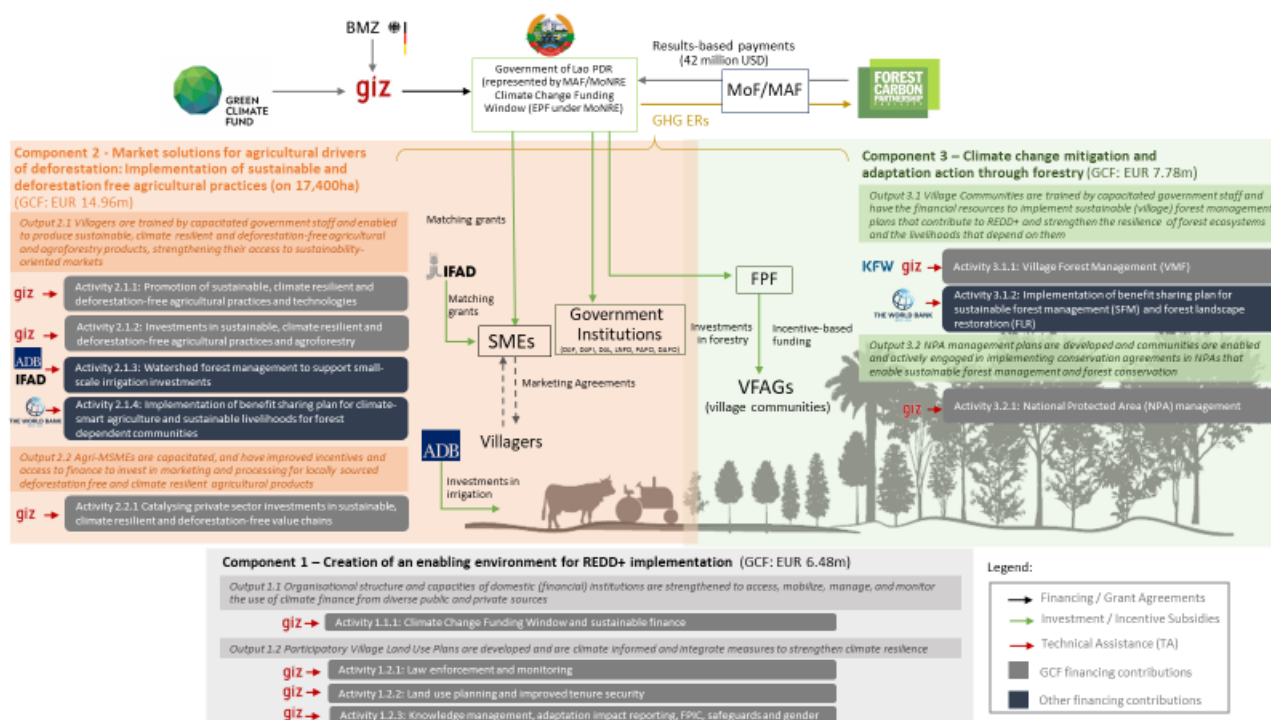 BMZ
GREEN
CLIMATE
FUND
giz
Government of Lao PDR
(represented by MAF/MoNRE
Climate Change Funding
Window (EPF under MoNRE)
Results-based payments
(42 million USD)
MoF/MAF
FOREST
CARBON
PARTNERSHIP
GHG ERs
Component 2 - Market solutions for agricultural drivers
of deforestation: Implementation of sustainable and
deforestation free agricultural practices (on 17,400ha)
(GCF: EUR 14.96m)
Output 2.1 Villagers are trained by capacitated government staff and enabled
to produce sustainable, climate resilient and deforestation-free agricultural
and agroforestry products, strengthening their access to sustainability-
oriented markets
giz
Activity 2.1.1: Promotion of sustainable, climate resilient and
deforestation-free agricultural practices and technologies
giz
Activity 2.1.2: Investments in sustainable, climate resilient and
deforestation-free agricultural practices and agroforestry
ADB
IFAD
Activity 2.1.3: Watershed forest management to support small-
scale irrigation investments
THE WORLD BANK
Activity 2.1.4: Implementation of benefit sharing plan for climate-
smart agriculture and sustainable livelihoods for forest
dependent communities
Output 2.2 Agri-MSMEs are capacitated, and have improved incentives and
access to finance to invest in marketing and processing for locally sourced
deforestation free and climate resilient agricultural products
giz
Activity 2.2.1 Catalysing private sector investments in sustainable,
climate resilient and deforestation-free value chains
Matching grants
IFAD
Matching
grants
SMEs
Government
Institutions
Marketing Agreements
Villagers
ADB
Investments in
irrigation
FPF
Investments
in forestry
Incentive-based
funding
VFAGs
(village communities)
Component 3 – Climate change mitigation and
adaptation action through forestry (GCF: EUR 7.78m)
Output 3.1 Village Communities are trained by capacitated government staff and
have the financial resources to implement sustainable (village) forest management
plans that contribute to REDD+ and strengthen the resilience of forest ecosystems
and the livelihoods that depend on them
KFW giz
Activity 3.1.1: Village Forest Management (VMF)
THE WORLD BANK
Activity 3.1.2: Implementation of benefit sharing plan for
sustainable forest management (SFM) and forest landscape
restoration (FLR)
Output 3.2 NPA management plans are developed and communities are enabled
and actively engaged in implementing conservation agreements in NPAs that
enable sustainable forest management and forest conservation
giz
Activity 3.2.1: National Protected Area (NPA) management
Component 1 – Creation of an enabling environment for REDD+ implementation (GCF: EUR 6.48m)
Output 1.1 Organisational structure and capacities of domestic (financial) institutions are strengthened to access, mobilize, manage, and monitor
the use of climate finance from diverse public and private sources
giz
Activity 1.1.1: Climate Change Funding Window and sustainable finance
Output 1.2 Participatory Village Land Use Plans are developed and are climate informed and integrate measures to strengthen climate resilience
giz
Activity 1.2.1: Law enforcement and monitoring
giz
Activity 1.2.2: Land use planning and improved tenure security
giz
Activity 1.2.3: Knowledge management, adaptation impact reporting, FPIC, safeguards and gender
Legend:
Financing / Grant Agreements
Investment / Incentive Subsidies
Technical Assistance (TA)
GCF financing contributions
Other financing contributions